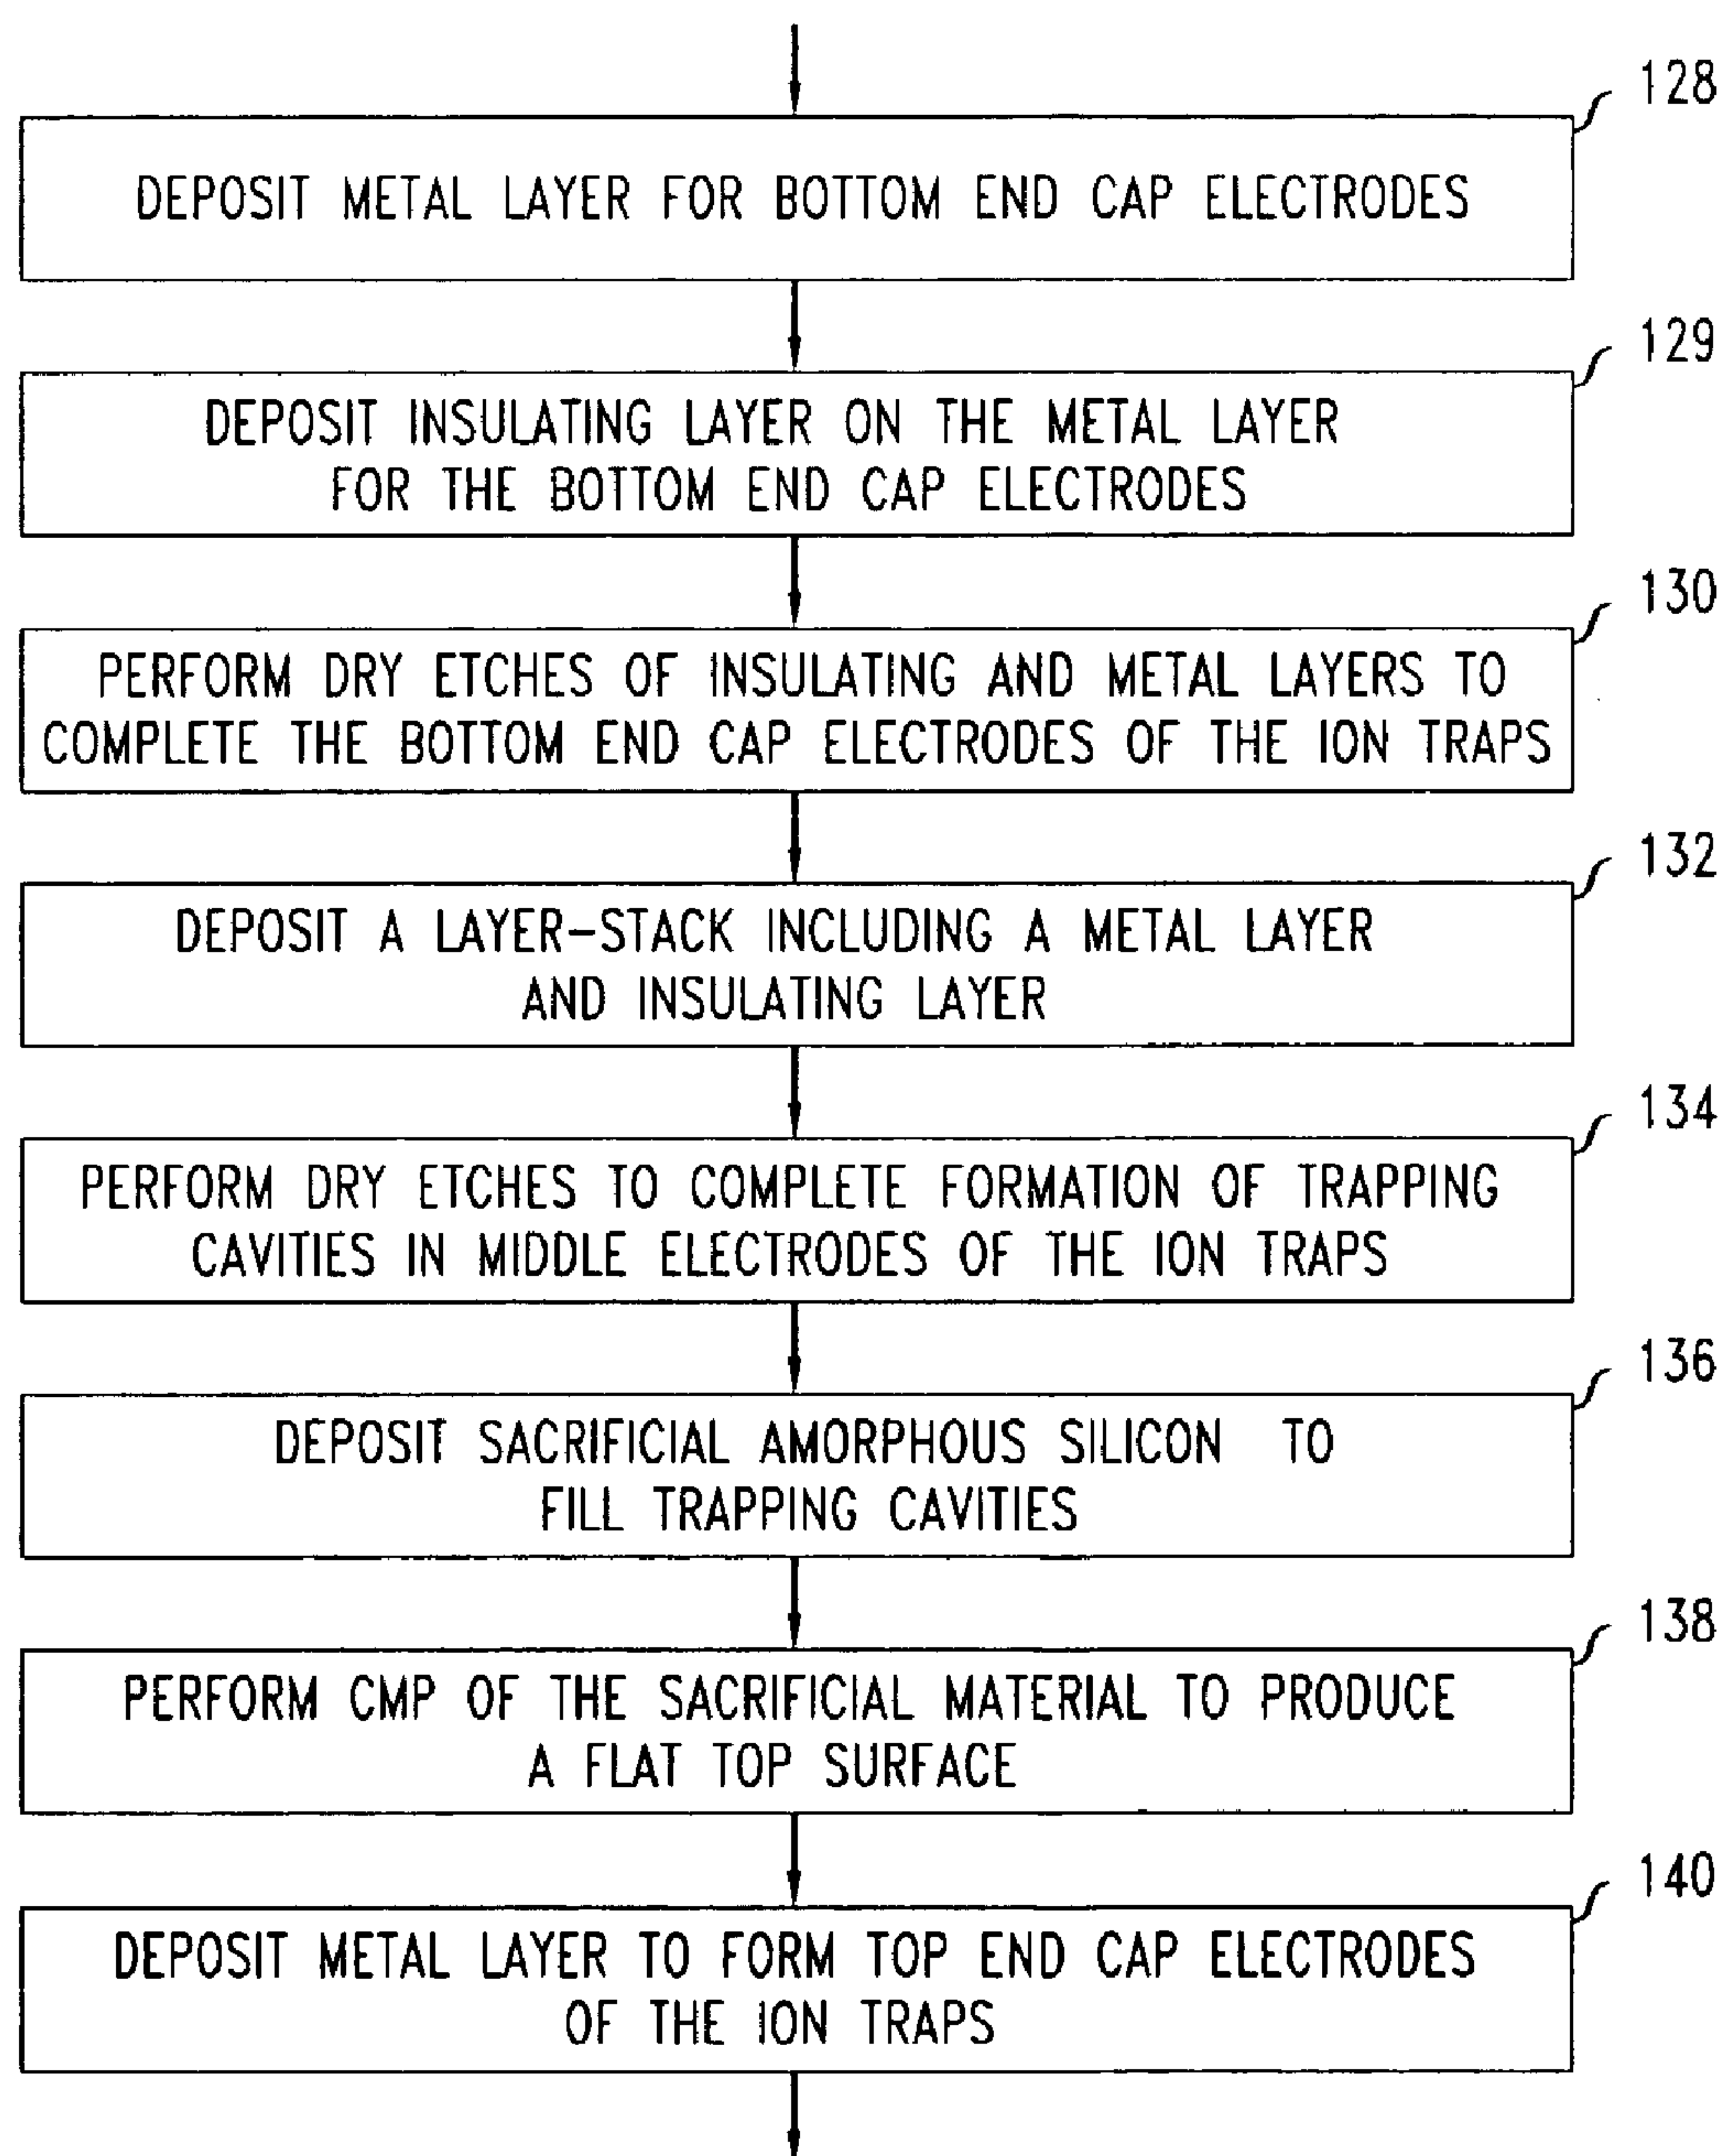 128
DEPOSIT METAL LAYER FOR BOTTOM END CAP ELECTRODES
129
DEPOSIT INSULATING LAYER ON THE METAL LAYER
FOR THE BOTTOM END CAP ELECTRODES
130
PERFORM DRY ETCHES OF INSULATING AND METAL LAYERS TO
COMPLETE THE BOTTOM END CAP ELECTRODES OF THE ION TRAPS
132
DEPOSIT A LAYER-STACK INCLUDING A METAL LAYER
AND INSULATING LAYER
134
PERFORM DRY ETCHES TO COMPLETE FORMATION OF TRAPPING
CAVITIES IN MIDDLE ELECTRODES OF THE ION TRAPS
136
DEPOSIT SACRIFICIAL AMORPHOUS SILICON TO
FILL TRAPPING CAVITIES
138
PERFORM CMP OF THE SACRIFICIAL MATERIAL TO PRODUCE
A FLAT TOP SURFACE
140
DEPOSIT METAL LAYER TO FORM TOP END CAP ELECTRODES
OF THE ION TRAPS